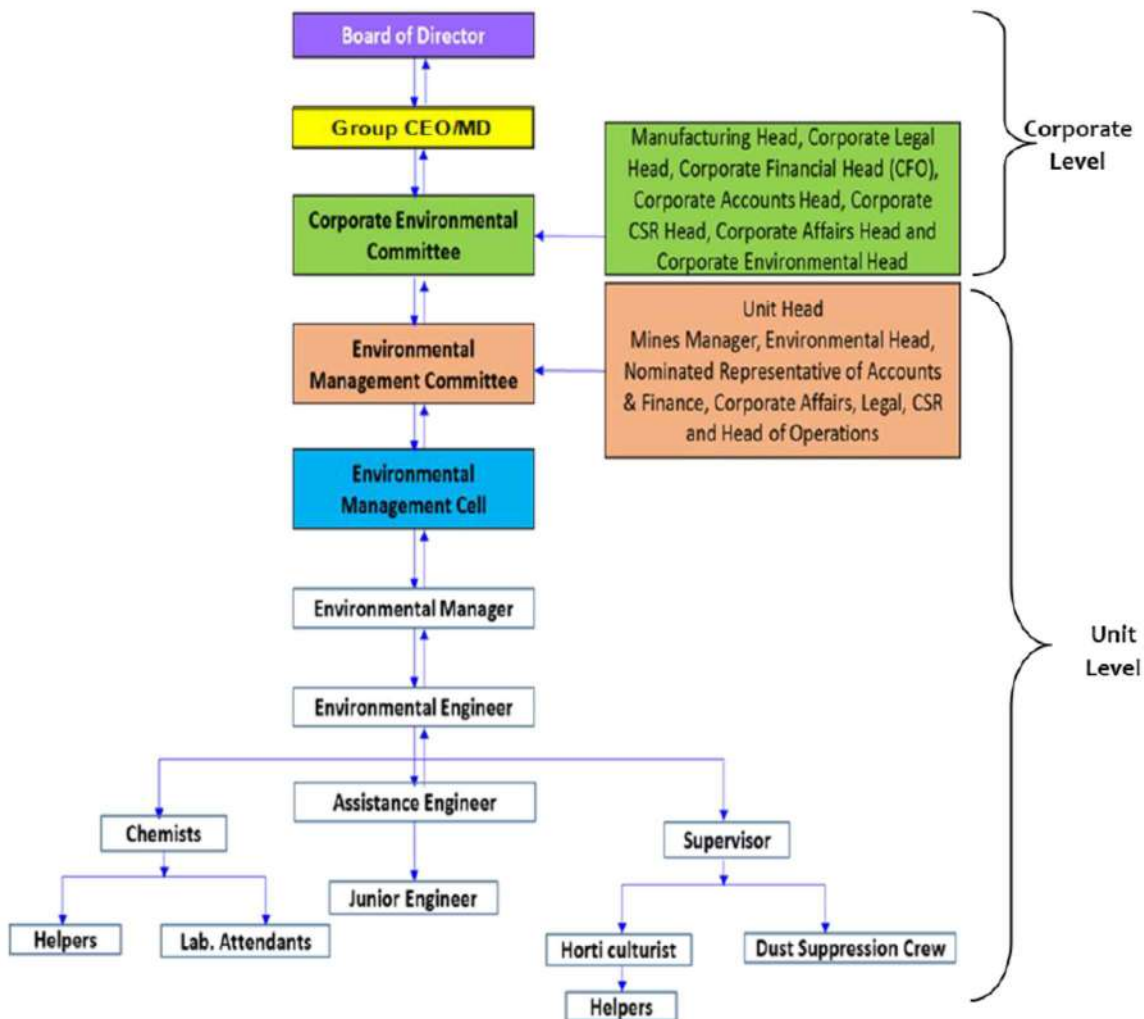 Board of Director
Group CEO/MD
Corporate Environmental
Committee
Manufacturing Head, Corporate Legal
Head, Corporate Financial Head (CFO),
Corporate Accounts Head, Corporate
CSR Head, Corporate Affairs Head and
Corporate Environmental Head
Corporate
Level
Environmental
Management Committee
Unit Head
Mines Manager, Environmental Head,
Nominated Representative of Accounts
& Finance, Corporate Affairs, Legal, CSR
and Head of Operations
Environmental
Management Cell
Environmental Manager
Unit
Level
Environmental Engineer
Assistance Engineer
Chemists
Supervisor
Junior Engineer
Helpers
Lab. Attendants
Horti culturist
Dust Suppression Crew
Helpers